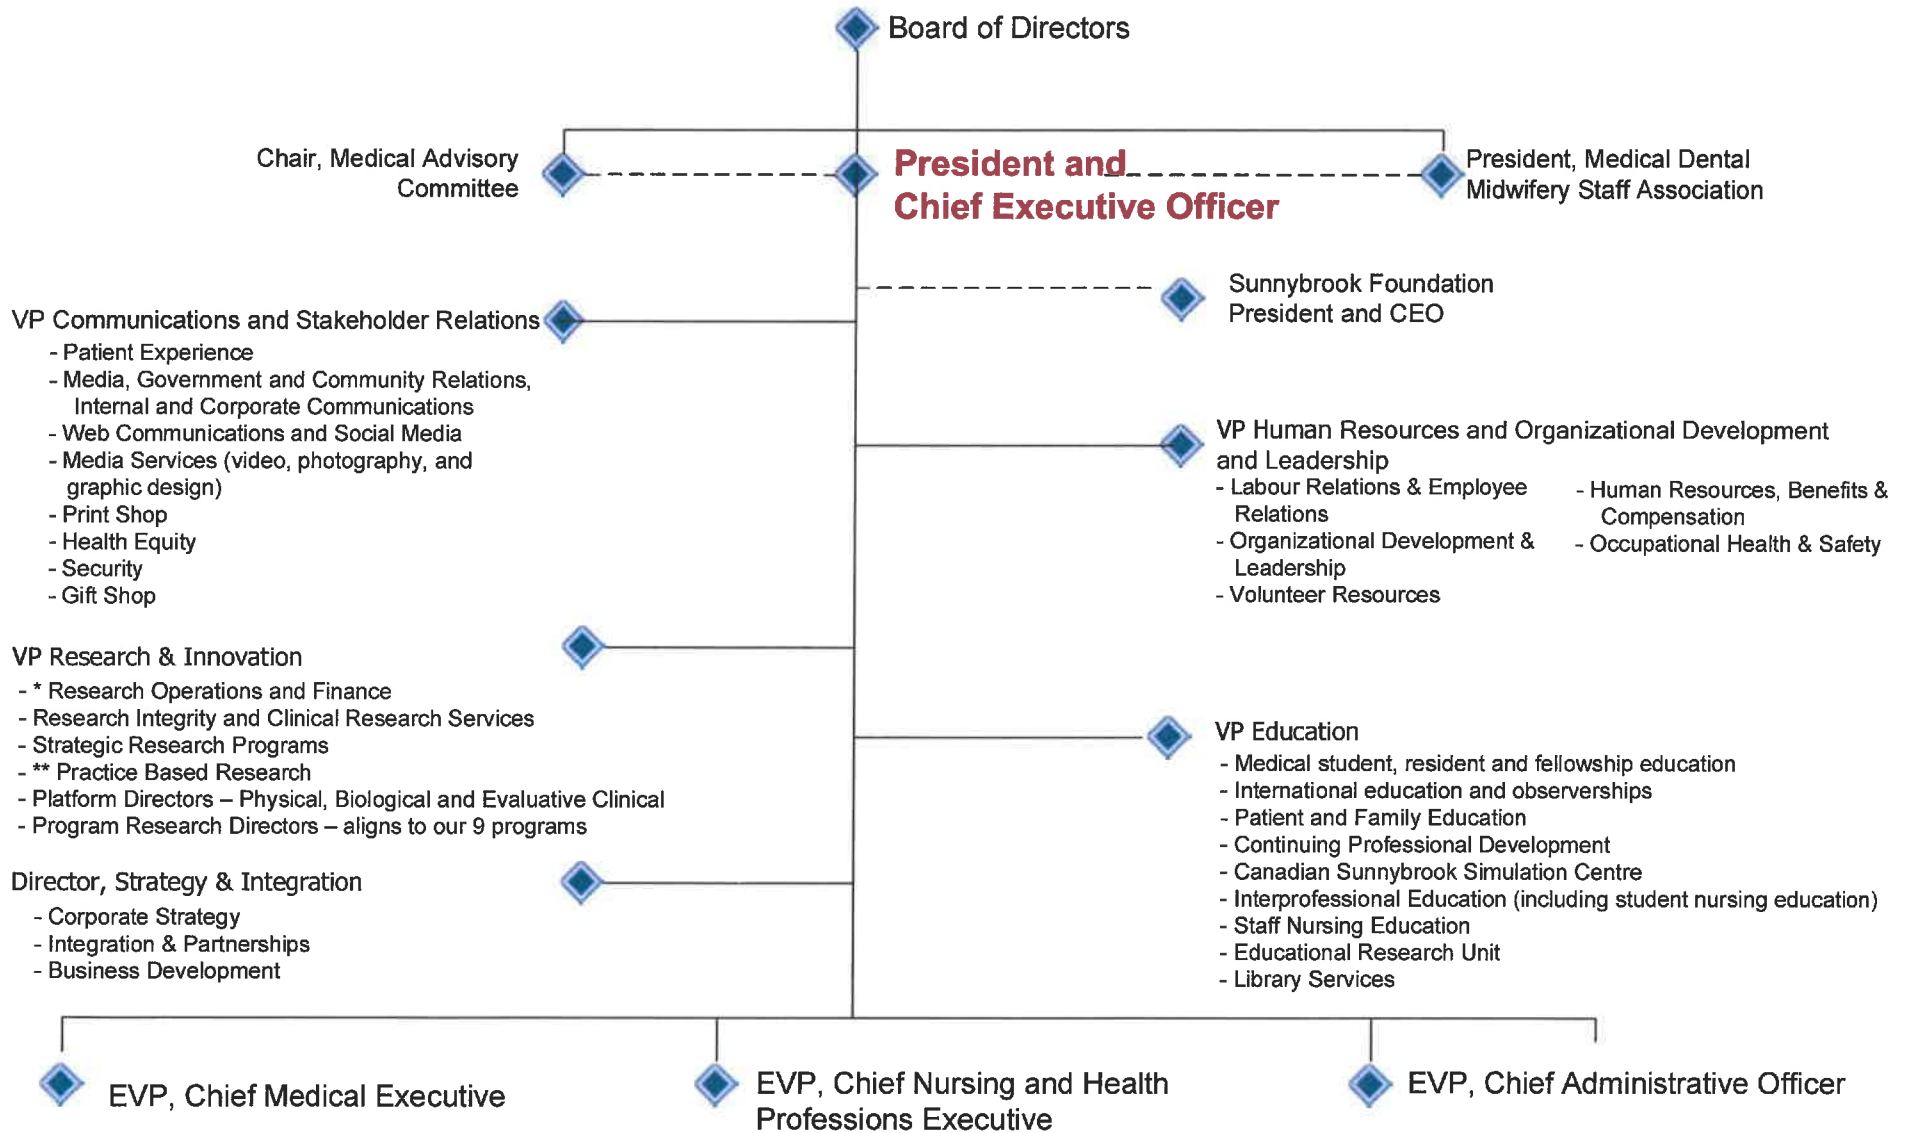 Board of Directors
Chair, Medical Advisory
Committee
President and
Chief Executive Officer
President, Medical Dental
Midwifery Staff Association
Sunnybrook Foundation
President and CEO
VP Communications and Stakeholder Relations
- Patient Experience
- Media, Government and Community Relations,
Internal and Corporate Communications
- Web Communications and Social Media
- Media Services (video, photography, and
graphic design)
- Print Shop
- Health Equity
- Security
- Gift Shop
VP Human Resources and Organizational Development
and Leadership
- Labour Relations & Employee
Relations
- Organizational Development &
Leadership
- Volunteer Resources
- Human Resources, Benefits &
Compensation
- Occupational Health & Safety
VP Research & Innovation
- * Research Operations and Finance
- Research Integrity and Clinical Research Services
- Strategic Research Programs
- ** Practice Based Research
- Platform Directors – Physical, Biological and Evaluative Clinical
- Program Research Directors – aligns to our 9 programs
VP Education
- Medical student, resident and fellowship education
- International education and observerships
- Patient and Family Education
- Continuing Professional Development
- Canadian Sunnybrook Simulation Centre
- Interprofessional Education (including student nursing education)
- Staff Nursing Education
- Educational Research Unit
- Library Services
Director, Strategy & Integration
- Corporate Strategy
- Integration & Partnerships
- Business Development
EVP, Chief Medical Executive
EVP, Chief Nursing and Health
Professions Executive
EVP, Chief Administrative Officer